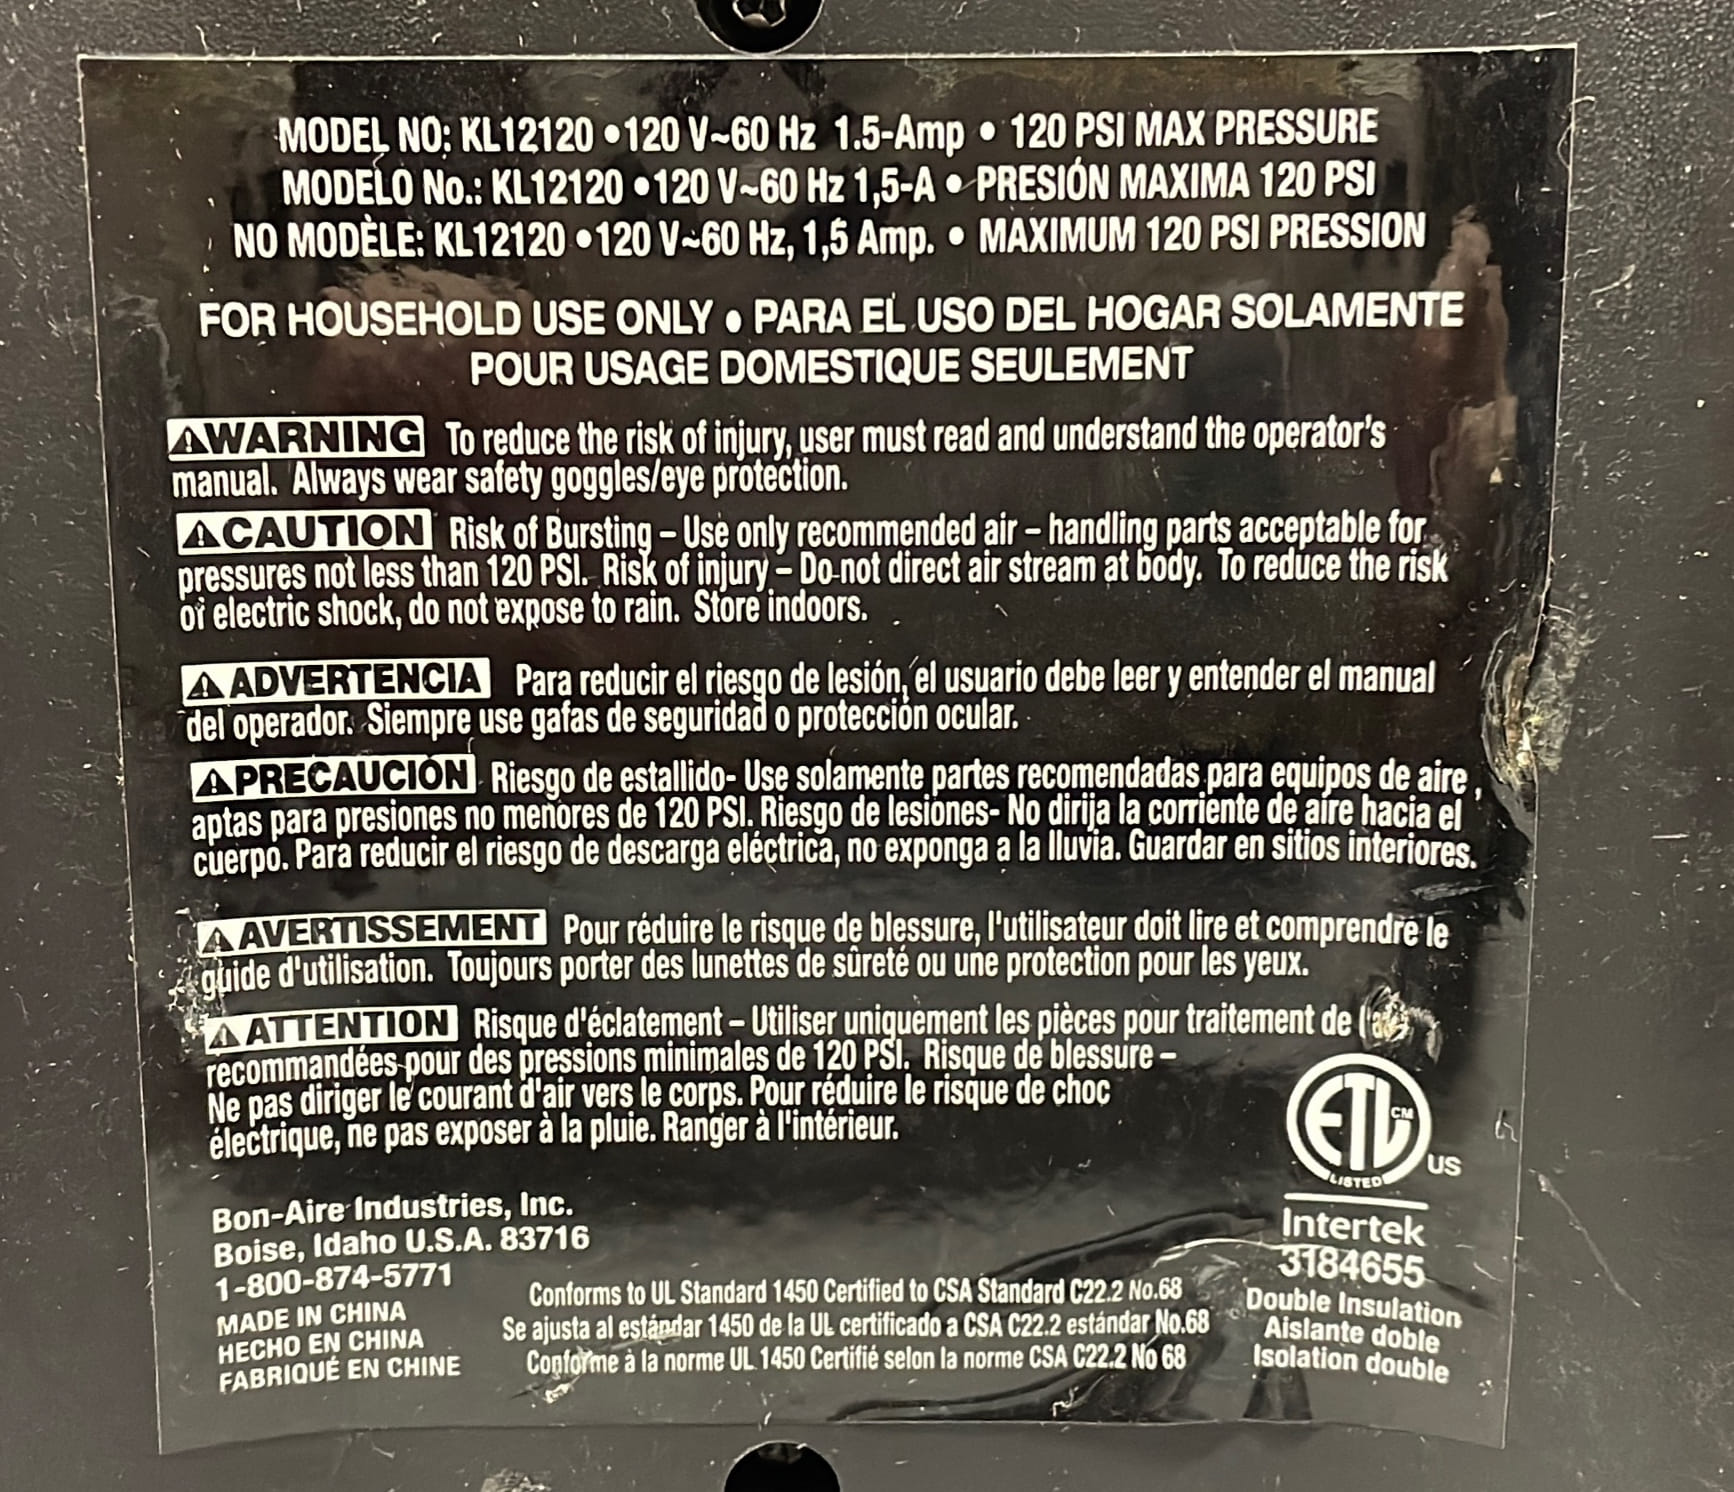 MODEL NO: KL12120 • 120 V~60 Hz 1.5-Amp • 120 PSI MAX PRESSURE
MODELO No.: KL12120 • 120 V~60 Hz 1,5-A • PRESIÓN MAXIMA 120 PSI
NO MODÈLE: KL12120 • 120 V~60 Hz, 1,5 Amp. • MAXIMUM 120 PSI PRESSION
FOR HOUSEHOLD USE ONLY • PARA EL USO DEL HOGAR SOLAMENTE
POUR USAGE DOMESTIQUE SEULEMENT
⚠WARNING To reduce the risk of injury, user must read and understand the operator's
manual. Always wear safety goggles/eye protection.
⚠CAUTION Risk of Bursting – Use only recommended air – handling parts acceptable for
pressures not less than 120 PSI. Risk of injury – Do not direct air stream at body. To reduce the risk
of electric shock, do not expose to rain. Store indoors.
⚠ADVERTENCIA Para reducir el riesgo de lesión, el usuario debe leer y entender el manual
del operador. Siempre use gafas de seguridad o protección ocular.
⚠PRECAUCIÓN Riesgo de estallido- Use solamente partes recomendadas para equipos de aire,
aptas para presiones no menores de 120 PSI. Riesgo de lesiones- No dirija la corriente de aire hacia el
cuerpo. Para reducir el riesgo de descarga eléctrica, no exponga a la lluvia. Guardar en sitios interiores.
⚠AVERTISSEMENT Pour réduire le risque de blessure, l'utilisateur doit lire et comprendre le
guide d'utilisation. Toujours porter des lunettes de sûreté ou une protection pour les yeux.
⚠ATTENTION Risque d'éclatement – Utiliser uniquement les pièces pour traitement de
recommandées pour des pressions minimales de 120 PSI. Risque de blessure –
Ne pas diriger le courant d'air vers le corps. Pour réduire le risque de choc
électrique, ne pas exposer à la pluie. Ranger à l'intérieur.
ETL CM
LISTED US
Intertek
3184655
Double Insulation
Aislante doble
Isolation double
Bon-Aire Industries, Inc.
Boise, Idaho U.S.A. 83716
1-800-874-5771
MADE IN CHINA
HECHO EN CHINA
FABRIQUÉ EN CHINE
Conforms to UL Standard 1450 Certified to CSA Standard C22.2 No.68
Se ajusta al estándar 1450 de la UL certificado a CSA C22.2 estándar No.68
Conforme à la norme UL 1450 Certifié selon la norme CSA C22.2 No 68